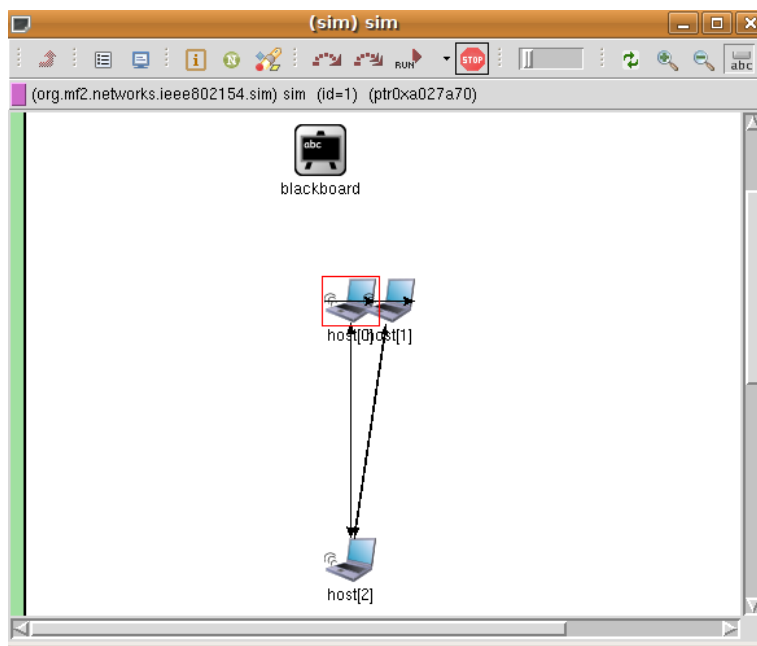 (sim) sim
i
N
RUN
STOP
abc
(org.mf2.networks.ieee802154.sim) sim (id=1) (ptr0xa027a70)
abc
blackboard
host[0]
host[1]
host[2]